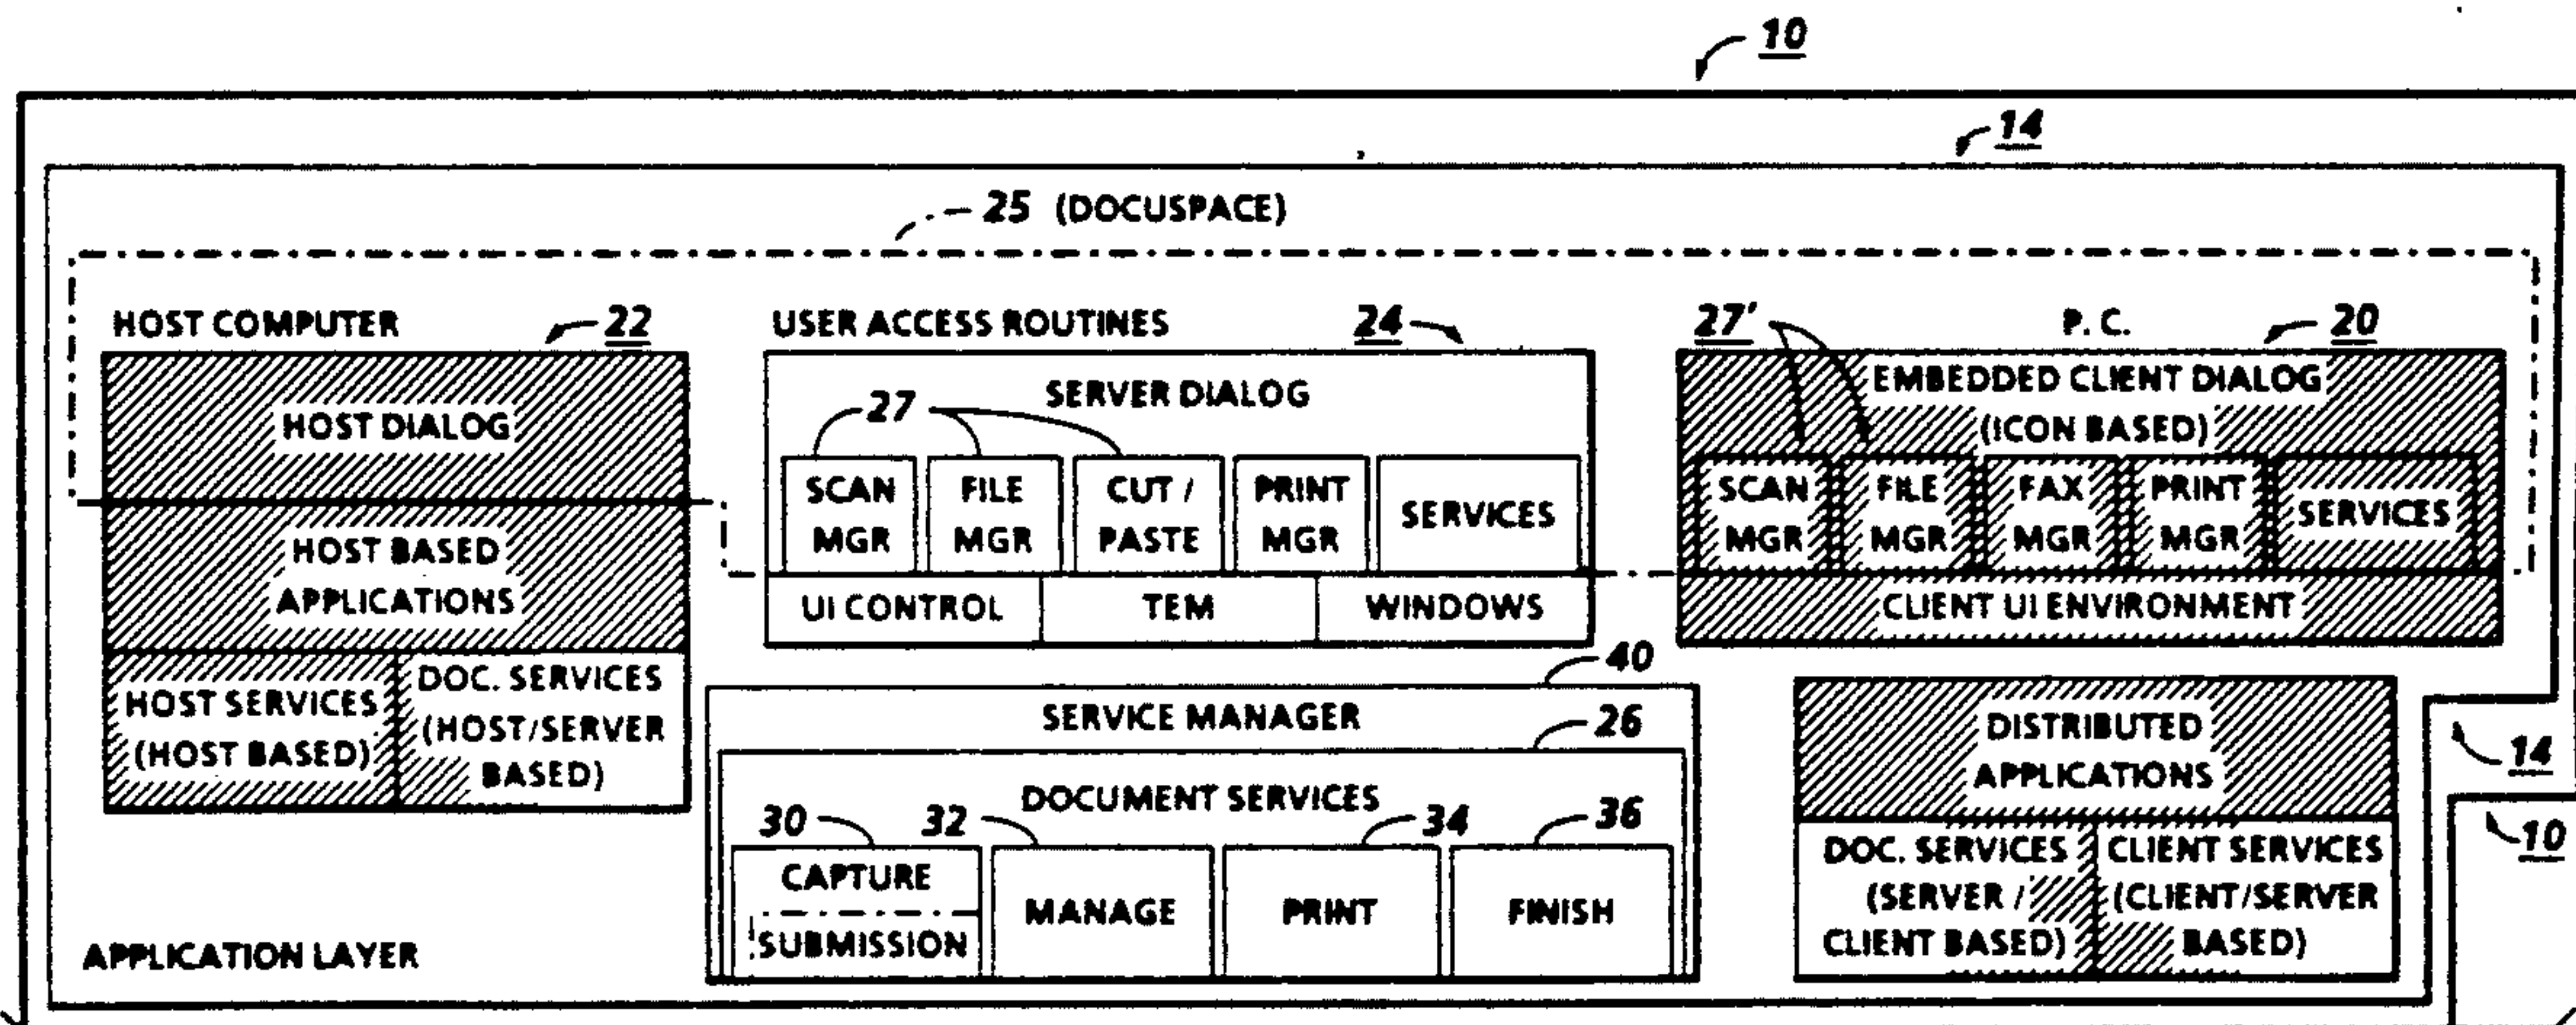 10
14
25 (DOCUSPACE)
HOST COMPUTER 22
USER ACCESS ROUTINES 24
27' P. C. 20
HOST DIALOG
HOST BASED
APPLICATIONS
HOST SERVICES
(HOST BASED)
DOC. SERVICES
(HOST/SERVER
BASED)
SERVER DIALOG
27
SCAN
MGR
FILE
MGR
CUT /
PASTE
PRINT
MGR
SERVICES
UI CONTROL
TEM
WINDOWS
EMBEDDED CLIENT DIALOG
(ICON BASED)
SCAN
MGR
FILE
MGR
FAX
MGR
PRINT
MGR
SERVICES
CLIENT UI ENVIRONMENT
40
SERVICE MANAGER
26
DOCUMENT SERVICES
30
32
34
36
CAPTURE
SUBMISSION
MANAGE
PRINT
FINISH
DISTRIBUTED
APPLICATIONS
DOC. SERVICES
(SERVER /
CLIENT BASED)
CLIENT SERVICES
(CLIENT/SERVER
BASED)
14
10
APPLICATION LAYER